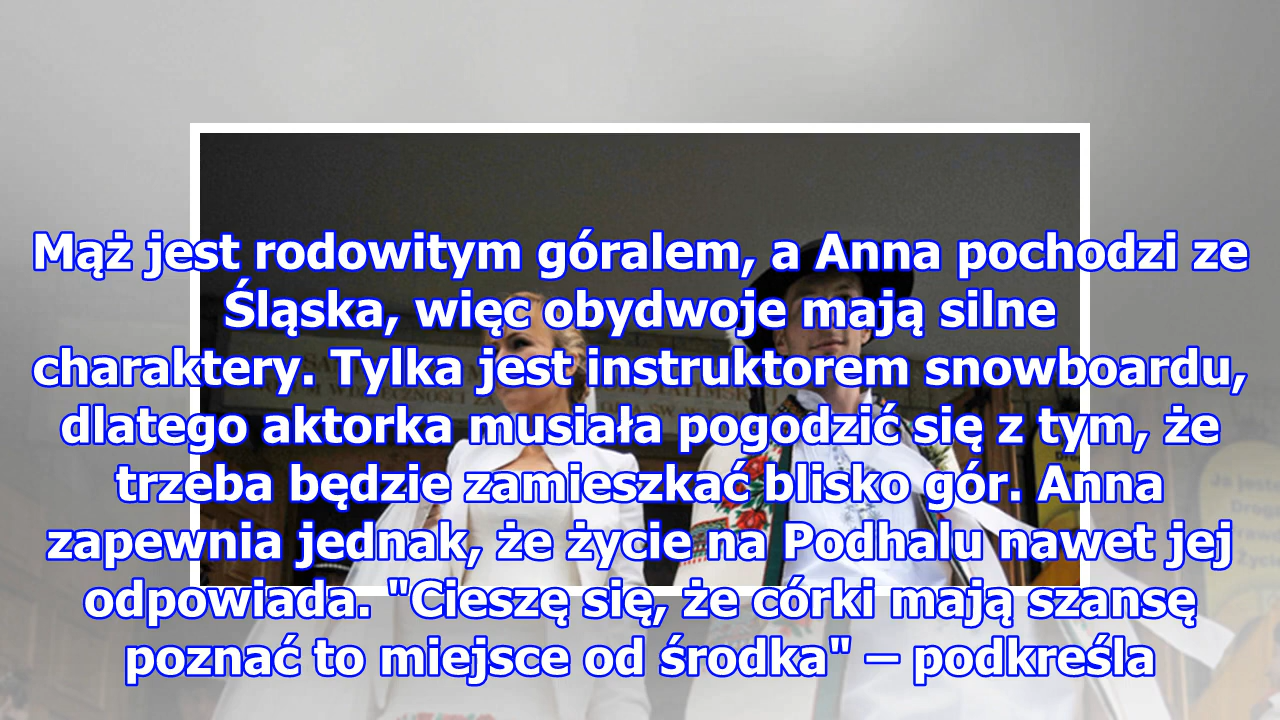 Mąż jest rodowitym góralem, a Anna pochodzi ze
Śląska, więc obydwoje mają silne
charaktery. Tylka jest instruktorem snowboardu,
dlatego aktorka musiała pogodzić się z tym, że
trzeba będzie zamieszkać blisko gór. Anna
zapewnia jednak, że życie na Podhalu nawet jej
odpowiada. "Cieszę się, że córki mają szansę
poznać to miejsce od środka" – podkreśla